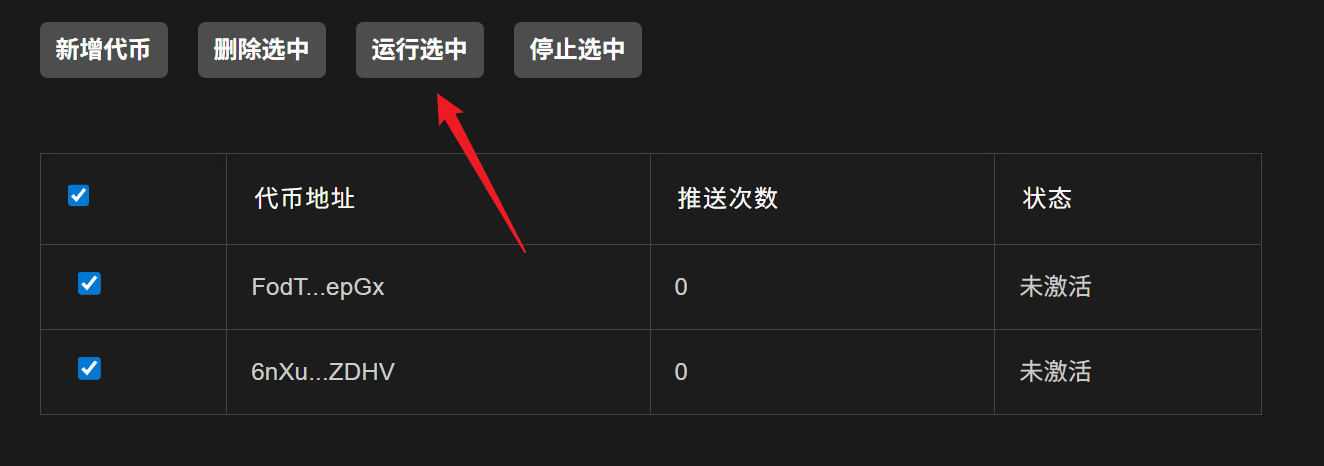 新增代币 删除选中 运行选中 停止选中
代币地址 推送次数 状态
FodT...epGx 0 未激活
6nXu...ZDHV 0 未激活